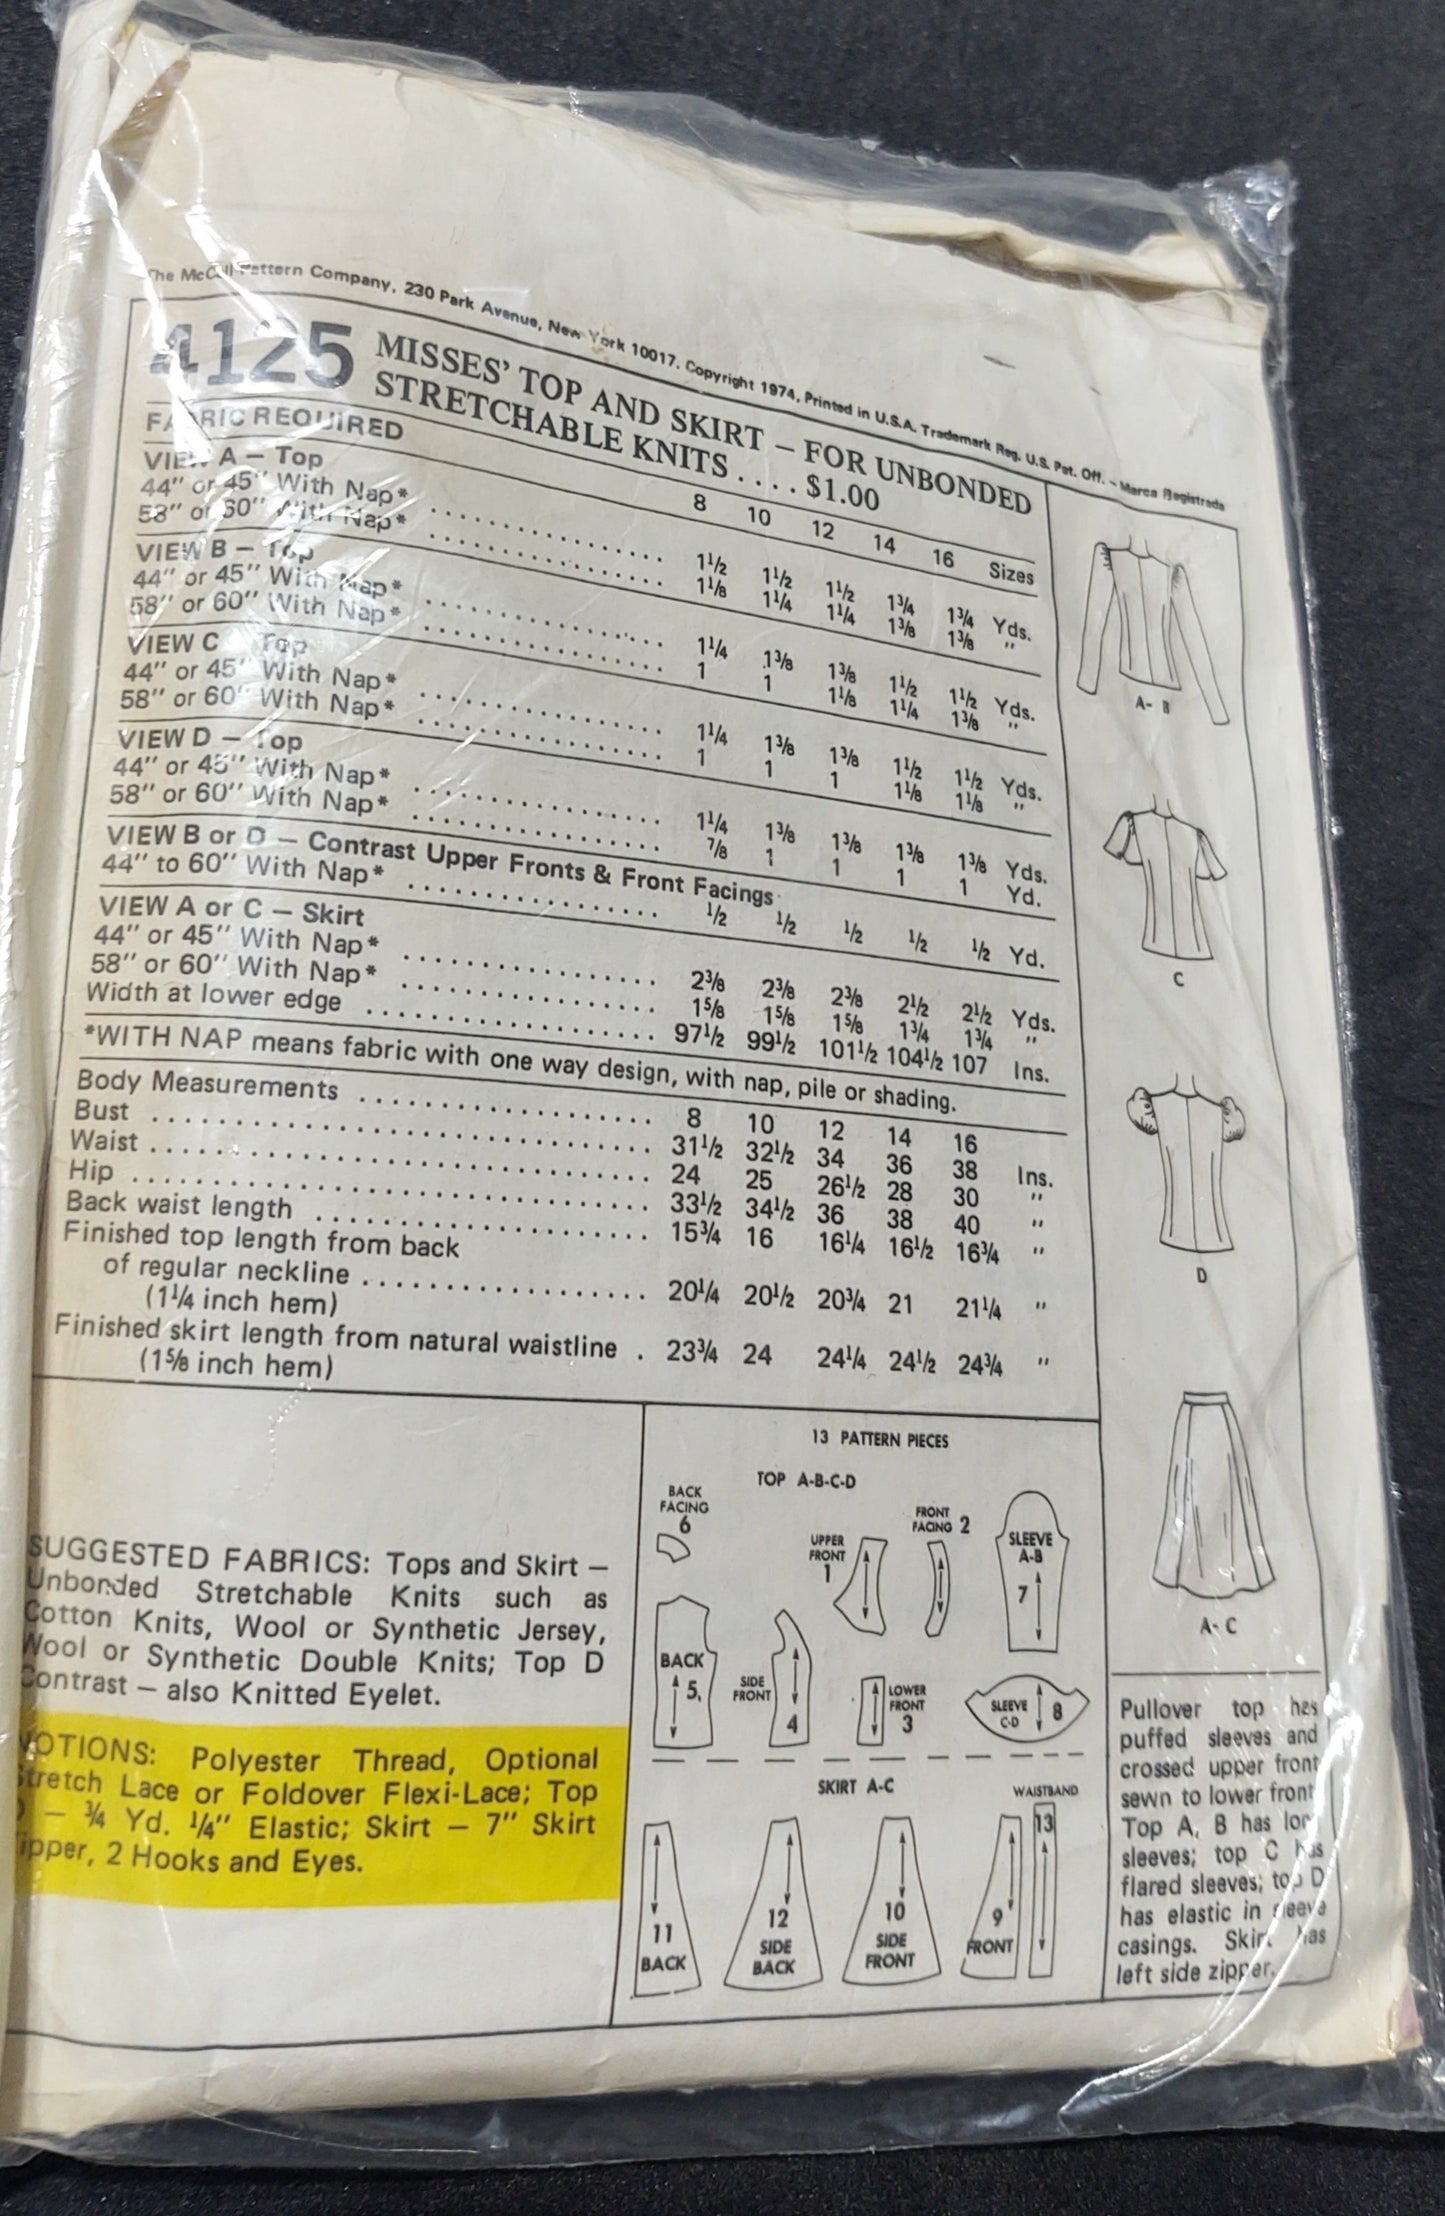 The McCall Pattern Company, 230 Park Avenue, New York 10017, Copyright 1974, Printed in U.S.A. Trademark Reg. U.S. Pat. Off. – Marca Registrada
4125
MISSES' TOP AND SKIRT – FOR UNBONDED
STRETCHABLE KNITS . . . . $1.00
FABRIC REQUIRED 8 10 12 14 16 Sizes
VIEW A – Top
44" or 45" With Nap* 1½ 1½ 1½ 1¾ 1¾ Yds.
58" or 60" With Nap* 1⅛ 1¼ 1¼ 1⅜ 1⅜ "
VIEW B – Top
44" or 45" With Nap* 1¼ 1⅜ 1⅜ 1½ 1½ Yds.
58" or 60" With Nap* 1 1 1⅛ 1¼ 1⅜ "
VIEW C – Top
44" or 45" With Nap* 1¼ 1⅜ 1⅜ 1½ 1½ Yds.
58" or 60" With Nap* 1 1 1 1⅛ 1⅛ "
VIEW D – Top
44" or 45" With Nap* 1¼ 1⅜ 1⅜ 1⅜ 1⅜ Yds.
58" or 60" With Nap* ⅞ 1 1 1 1 Yd.
VIEW B or D – Contrast Upper Fronts & Front Facings
44" to 60" With Nap* ½ ½ ½ ½ ½ Yd.
VIEW A or C – Skirt
44" or 45" With Nap* 2⅜ 2⅜ 2⅜ 2½ 2½ Yds.
58" or 60" With Nap* 1⅝ 1⅝ 1⅝ 1¾ 1¾ "
Width at lower edge 97½ 99½ 101½ 104½ 107 Ins.
*WITH NAP means fabric with one way design, with nap, pile or shading.
Body Measurements 8 10 12 14 16
Bust 31½ 32½ 34 36 38 Ins.
Waist 24 25 26½ 28 30 "
Hip 33½ 34½ 36 38 40 "
Back waist length 15¾ 16 16¼ 16½ 16¾ "
Finished top length from back
of regular neckline 20¼ 20½ 20¾ 21 21¼ "
(1¼ inch hem)
Finished skirt length from natural waistline . 23¾ 24 24¼ 24½ 24¾ "
(1⅝ inch hem)
A- B
C
D
A- C
SUGGESTED FABRICS: Tops and Skirt –
Unbonded Stretchable Knits such as
Cotton Knits, Wool or Synthetic Jersey,
Wool or Synthetic Double Knits; Top D
Contrast – also Knitted Eyelet.
NOTIONS: Polyester Thread, Optional
Stretch Lace or Foldover Flexi-Lace; Top
D – ¾ Yd. ¼" Elastic; Skirt – 7" Skirt
Zipper, 2 Hooks and Eyes.
13 PATTERN PIECES
TOP A-B-C-D
BACK
FACING
6
UPPER
FRONT
1
FRONT
FACING 2
SLEEVE
A-B
7
BACK
5.
SIDE
FRONT
4
LOWER
FRONT
3
SLEEVE
C-D
8
SKIRT A-C
WAISTBAND
13
11
BACK
12
SIDE
BACK
10
SIDE
FRONT
9
FRONT
Pullover top has
puffed sleeves and
crossed upper front
sewn to lower front.
Top A, B has long
sleeves; top C has
flared sleeves; top D
has elastic in sleeve
casings. Skirt has
left side zipper.